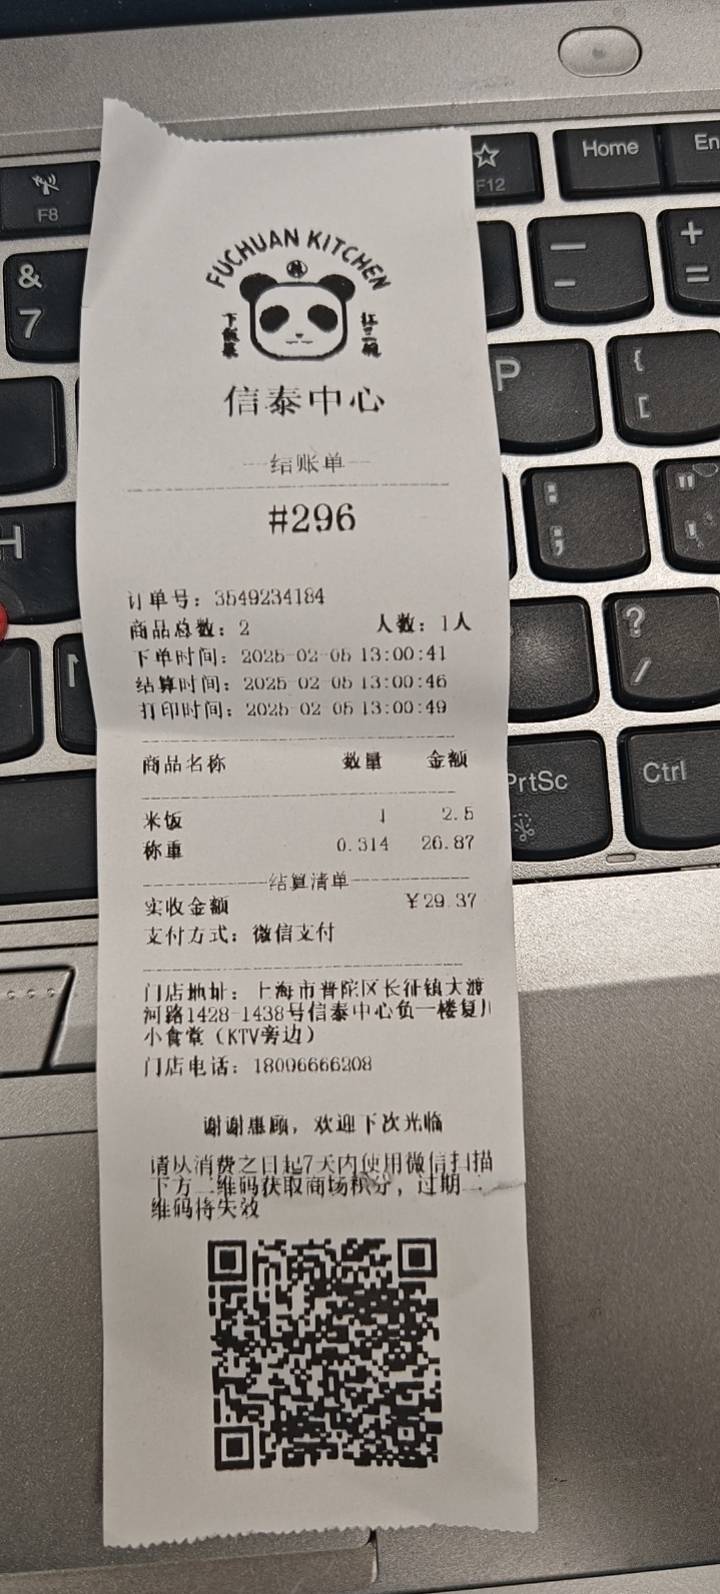 FUCHUAN KITCHEN
下饭菜
扛三碗
信泰中心
结账单
#296
订单号：3549234184
商品总数：2 人数：1人
下单时间：2025-02-05 13:00:41
结算时间：2025-02-05 13:00:46
打印时间：2025-02-05 13:00:49
商品名称 数量 金额
米饭 1 2.5
称重 0.314 26.87
结算清单
实收金额 ￥29.37
支付方式：微信支付
门店地址：上海市普陀区长征镇大渡
河路1428-1438号信泰中心负一楼复川
小食堂（KTV旁边）
门店电话：18006666208
谢谢惠顾，欢迎下次光临
请从消费之日起7天内使用微信扫描
下方二维码获取商场积分，过期二
维码将失效
F8
F12
Home
En
&
7
—
-
+
=
P
{
[
H
:
;
"
'
?
/
PrtSc
Ctrl